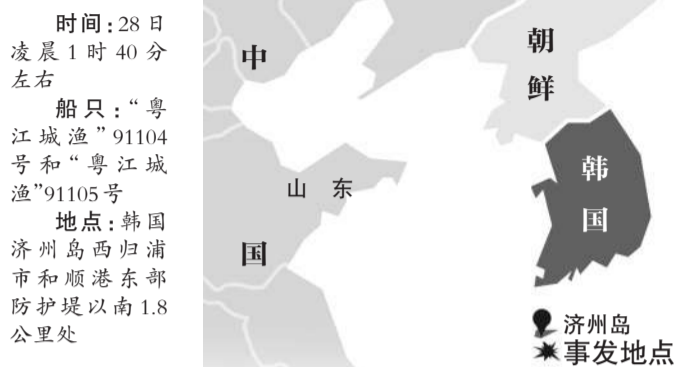 时间：28日
凌晨1时40分
左右
船只：“粤
江城渔”91104
号和“粤江城
渔”91105号
地点：韩国
济州岛西归浦
市和顺港东部
防护堤以南1.8
公里处
中
国
山东
朝
鲜
韩
国
济州岛
事发地点